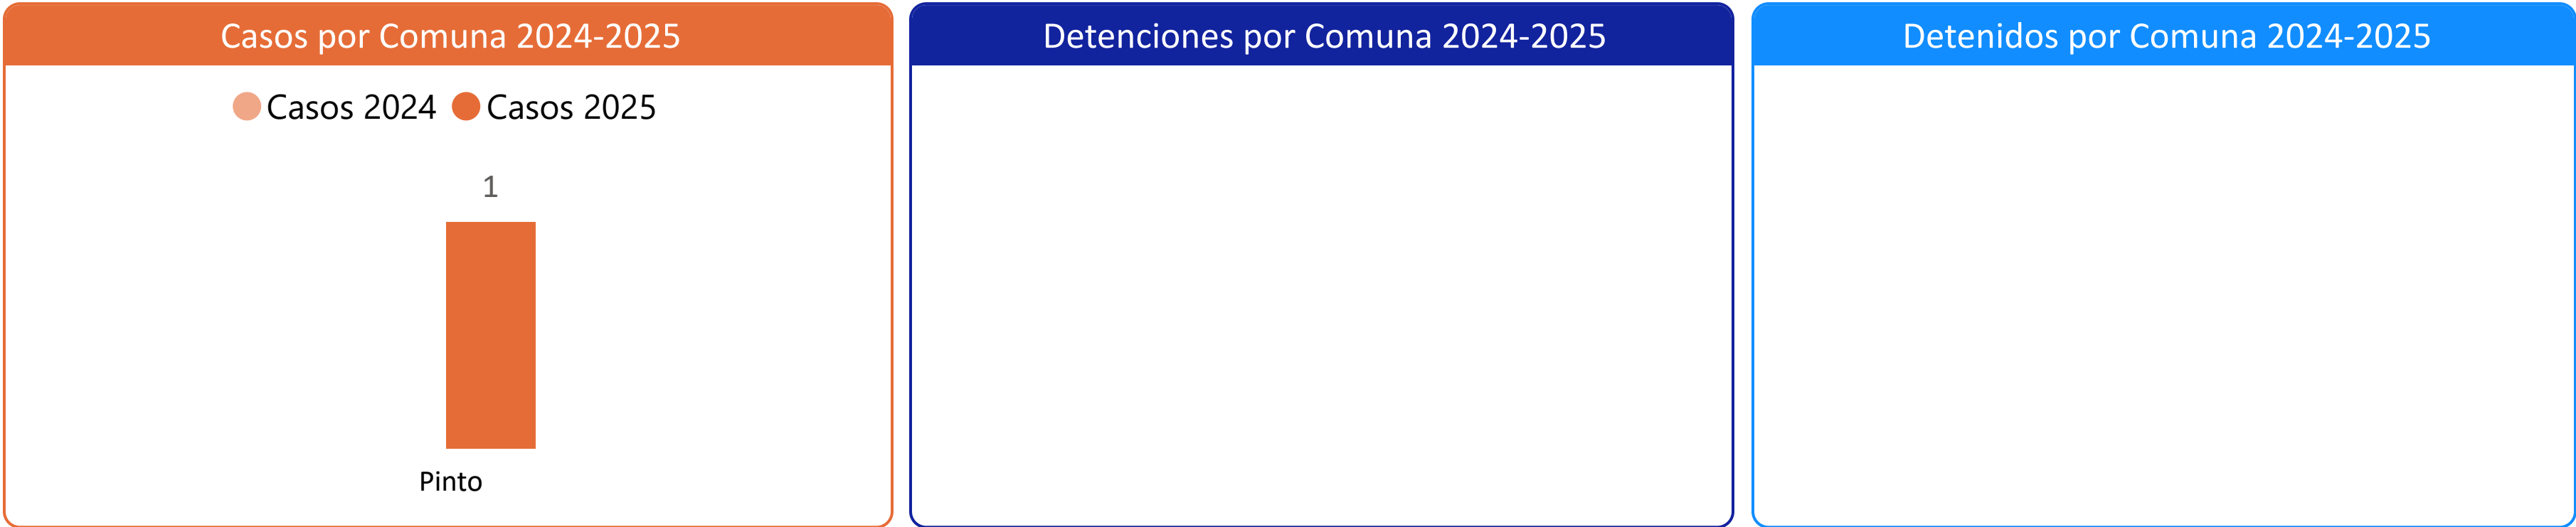 Casos por Comuna 2024-2025
Casos 2024 Casos 2025
1
Pinto
Detenciones por Comuna 2024-2025
Detenidos por Comuna 2024-2025